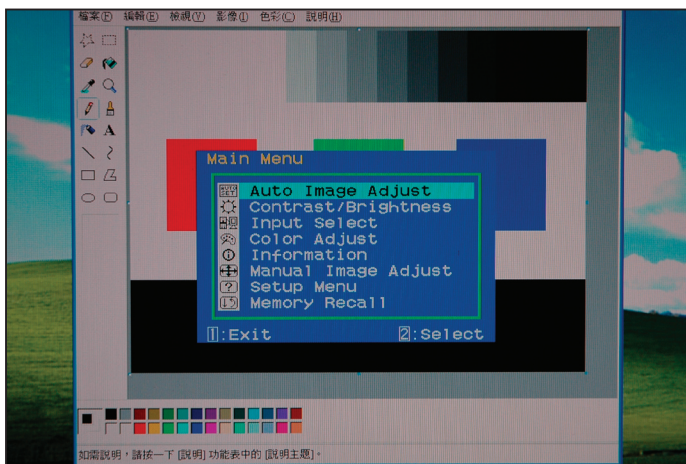 檔案(F) 編輯(E) 檢視(V) 影像(I) 色彩(C) 說明(H)
A
Main Menu
AUTO SET Auto Image Adjust
Contrast/Brightness
Input Select
Color Adjust
Information
Manual Image Adjust
? Setup Menu
Memory Recall
1:Exit 2:Select
如需說明，請按一下 [說明] 功能表中的 [說明主題]。